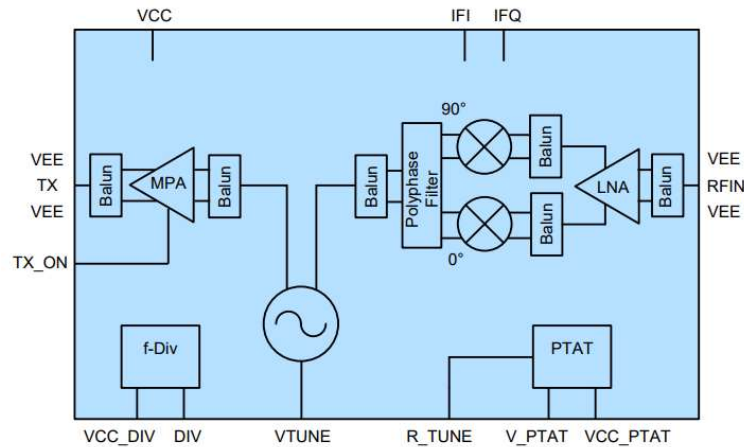 VCC IFI IFQ
90°
VEE VEE
TX Balun MPA Balun Balun Polyphase Filter Balun LNA Balun RFIN
VEE Balun VEE
TX_ON 0°
f-Div PTAT
VCC_DIV DIV VTUNE R_TUNE V_PTAT VCC_PTAT